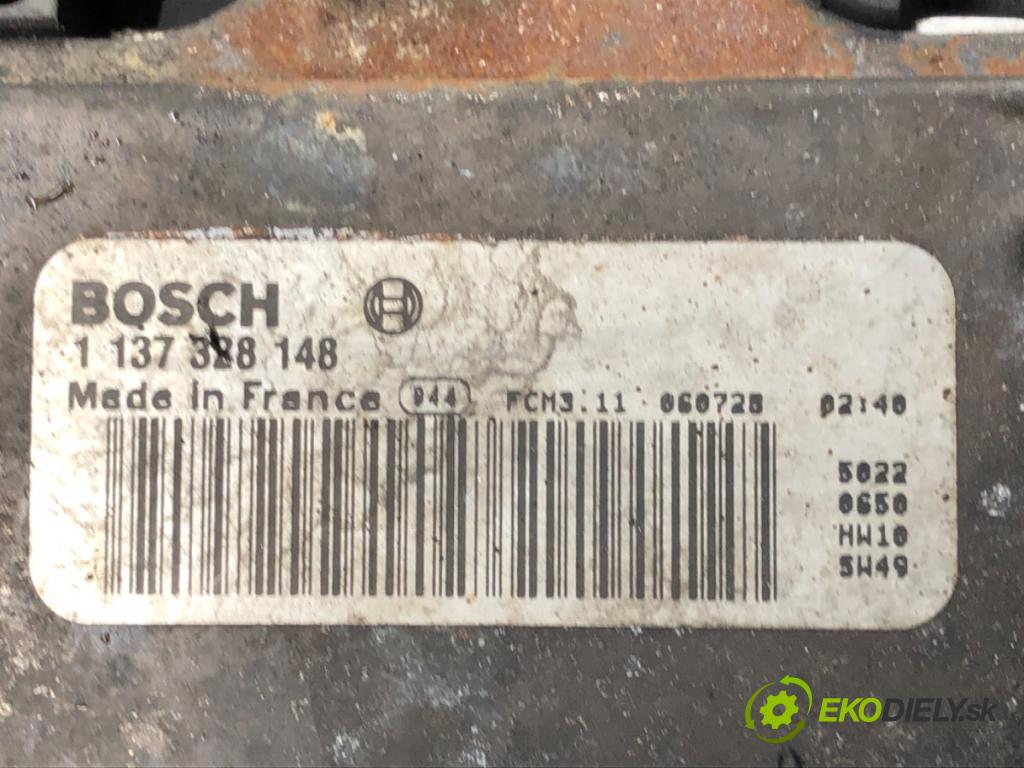 BOSCH
1 137 328 148
Made in France 944 FCM3.11 060728 02:40
5022
0650
HW10
SW49
EKODIELY.sk